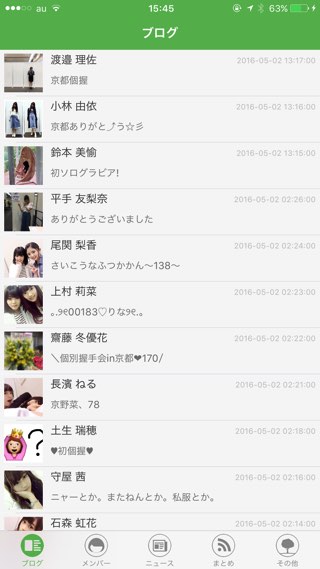 au 15:45 63%
ブログ
渡邉 理佐 2016-05-02 13:17:00
京都個握
小林 由依 2016-05-02 13:16:00
京都ありがと_⤴︎う☆彡
鈴本 美愉 2016-05-02 13:15:00
初ソログラビア!
平手 友梨奈 2016-05-02 02:26:00
ありがとうございました
尾関 梨香 2016-05-02 02:24:00
さいこうなふつかかん〜138〜
上村 莉菜 2016-05-02 02:23:00
｡.୨୧00183♡りな୨୧.｡
齋藤 冬優花 2016-05-02 02:22:00
＼個別握手会in京都❤170/
長濱 ねる 2016-05-02 02:21:00
京野菜、78
土生 瑞穂 2016-05-02 02:18:00
♥初個握♥
守屋 茜 2016-05-02 02:16:00
ニャーとか。またねんとか。私服とか。
石森 虹花 2016-05-02 02:14:00
ブログ メンバー ニュース まとめ その他